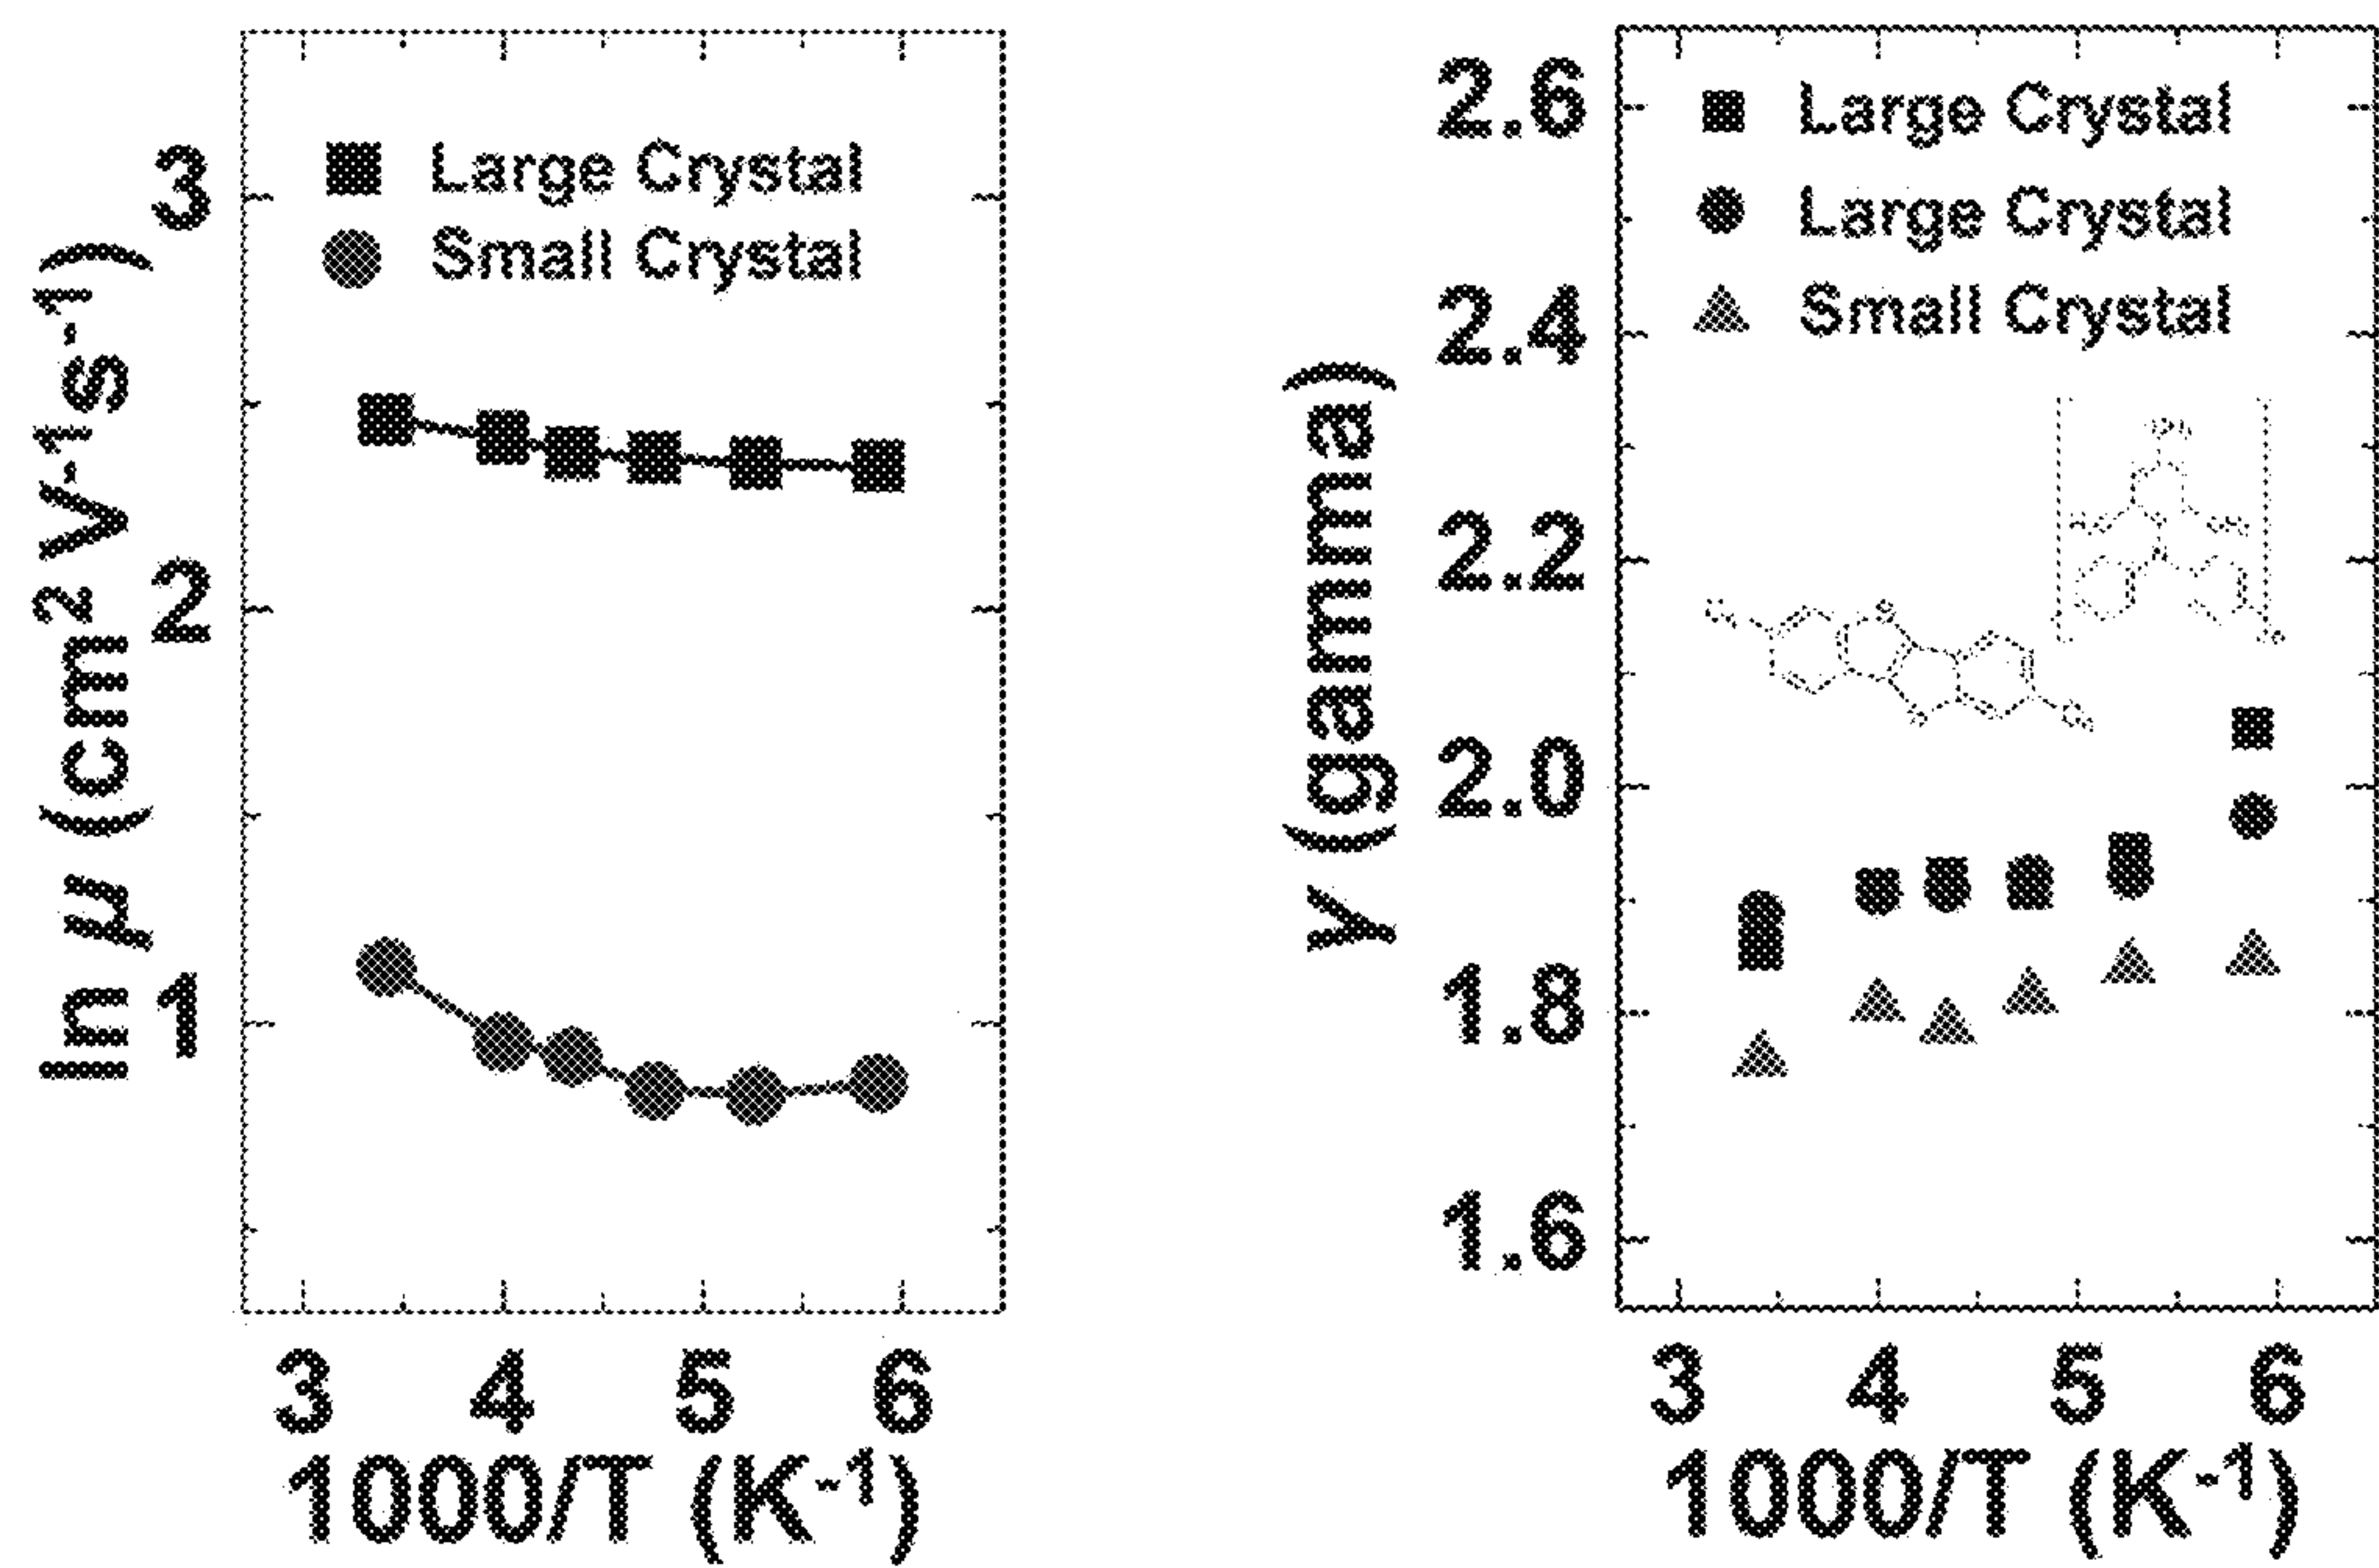 ln μ (cm² V⁻¹s⁻¹)
3
2
1
Large Crystal
Small Crystal
3 4 5 6
1000/T (K⁻¹)
γ (gamma)
2.6
2.4
2.2
2.0
1.8
1.6
Large Crystal
Large Crystal
Small Crystal
3 4 5 6
1000/T (K⁻¹)